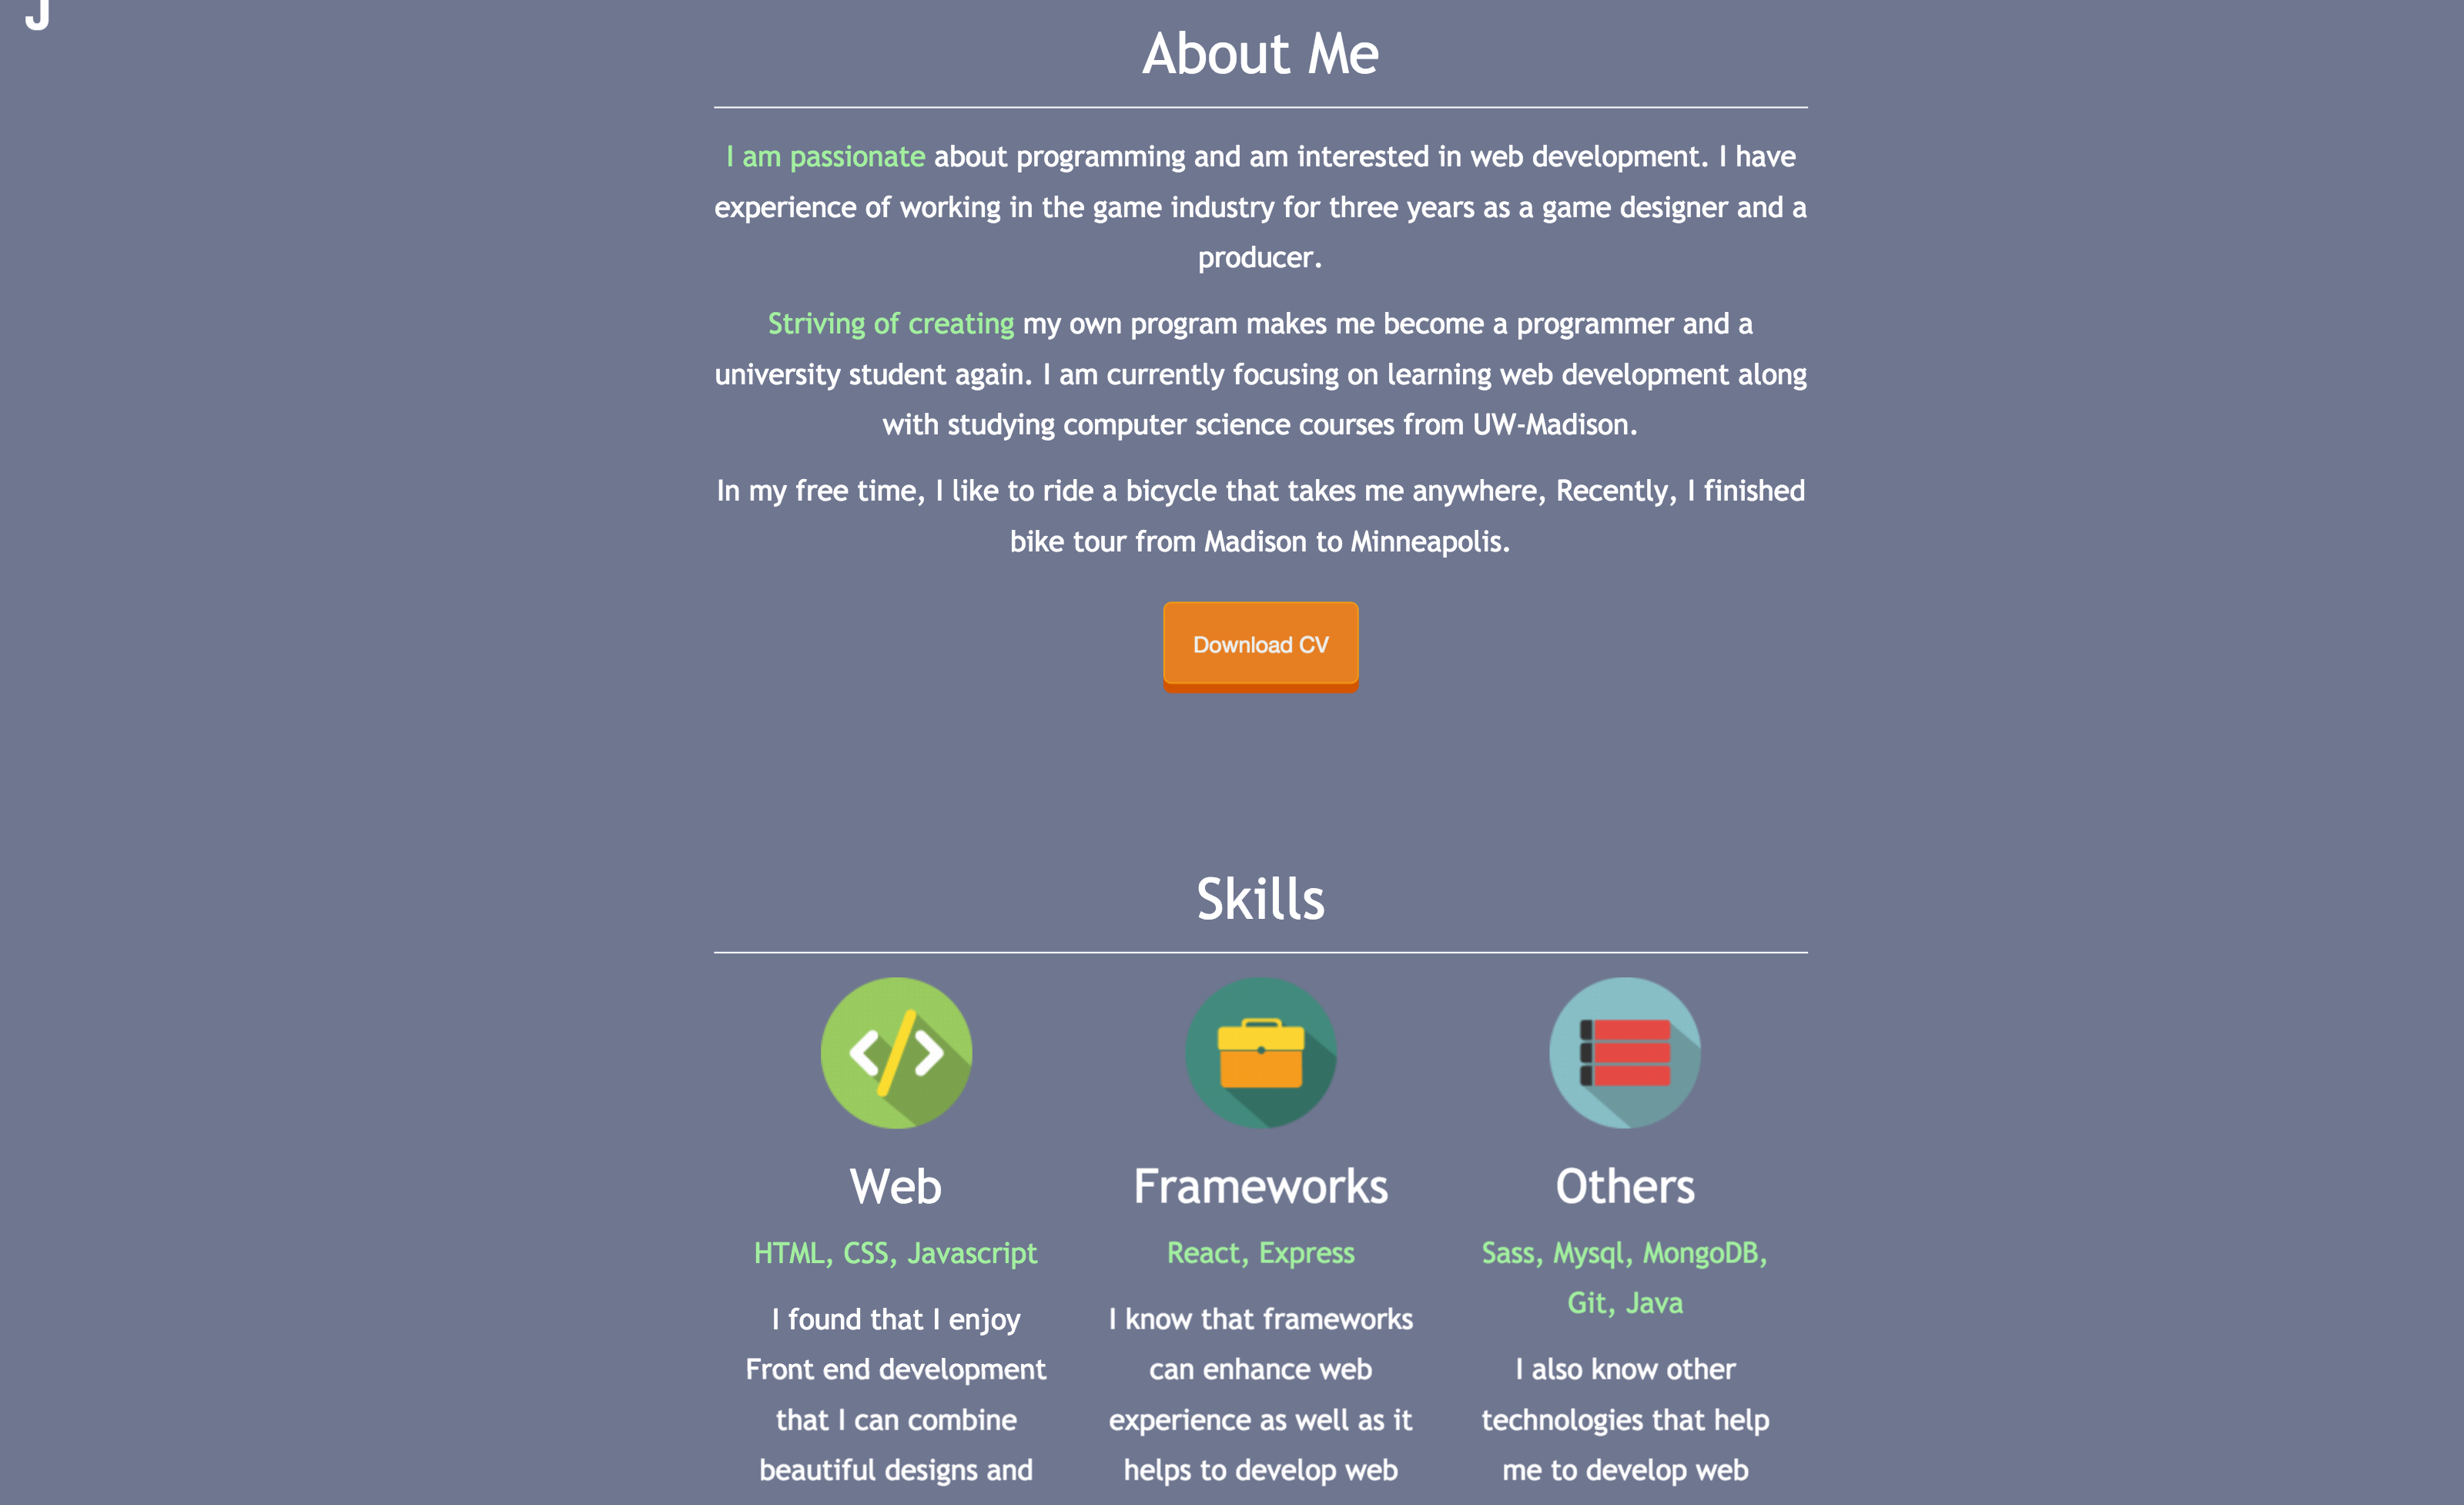 J
About Me
I am passionate about programming and am interested in web development. I have
experience of working in the game industry for three years as a game designer and a
producer.
Striving of creating my own program makes me become a programmer and a
university student again. I am currently focusing on learning web development along
with studying computer science courses from UW-Madison.
In my free time, I like to ride a bicycle that takes me anywhere, Recently, I finished
bike tour from Madison to Minneapolis.
Download CV
Skills
Web
HTML, CSS, Javascript
I found that I enjoy
Front end development
that I can combine
beautiful designs and
Frameworks
React, Express
I know that frameworks
can enhance web
experience as well as it
helps to develop web
Others
Sass, Mysql, MongoDB,
Git, Java
I also know other
technologies that help
me to develop web